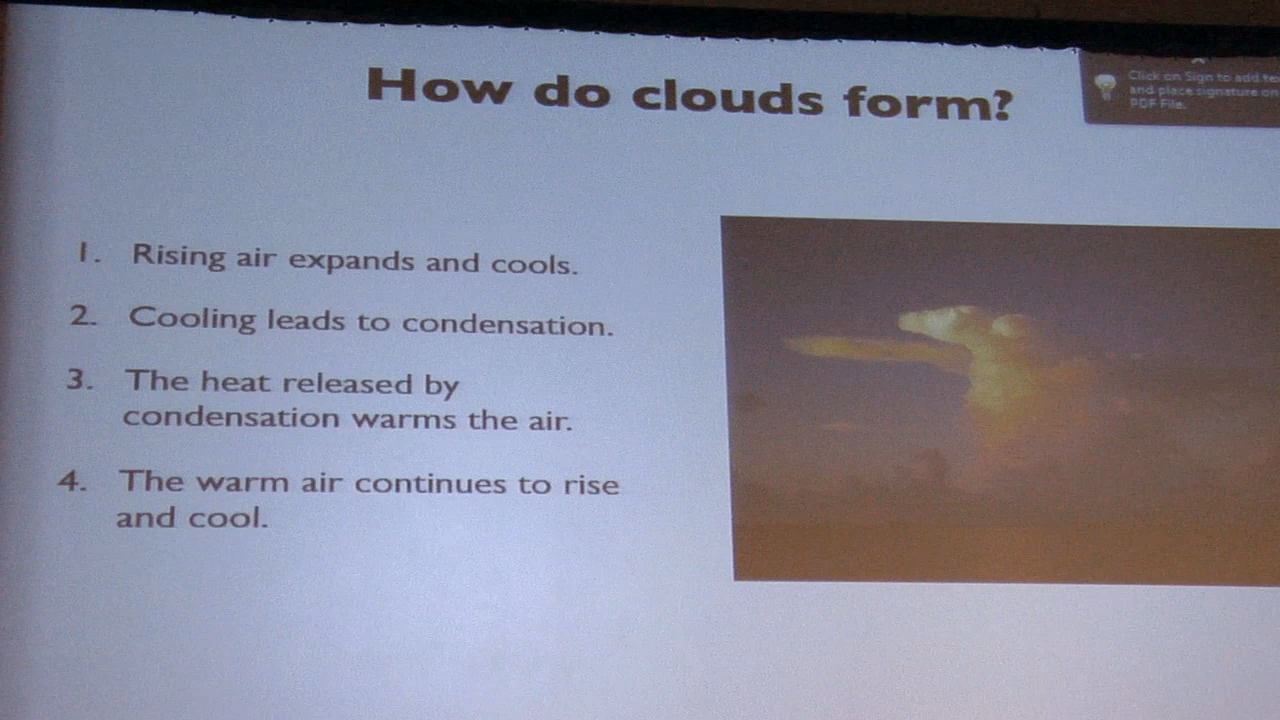 How do clouds form?
Click on Sign to add te
and place signature on
PDF File.
1. Rising air expands and cools.
2. Cooling leads to condensation.
3. The heat released by
condensation warms the air.
4. The warm air continues to rise
and cool.